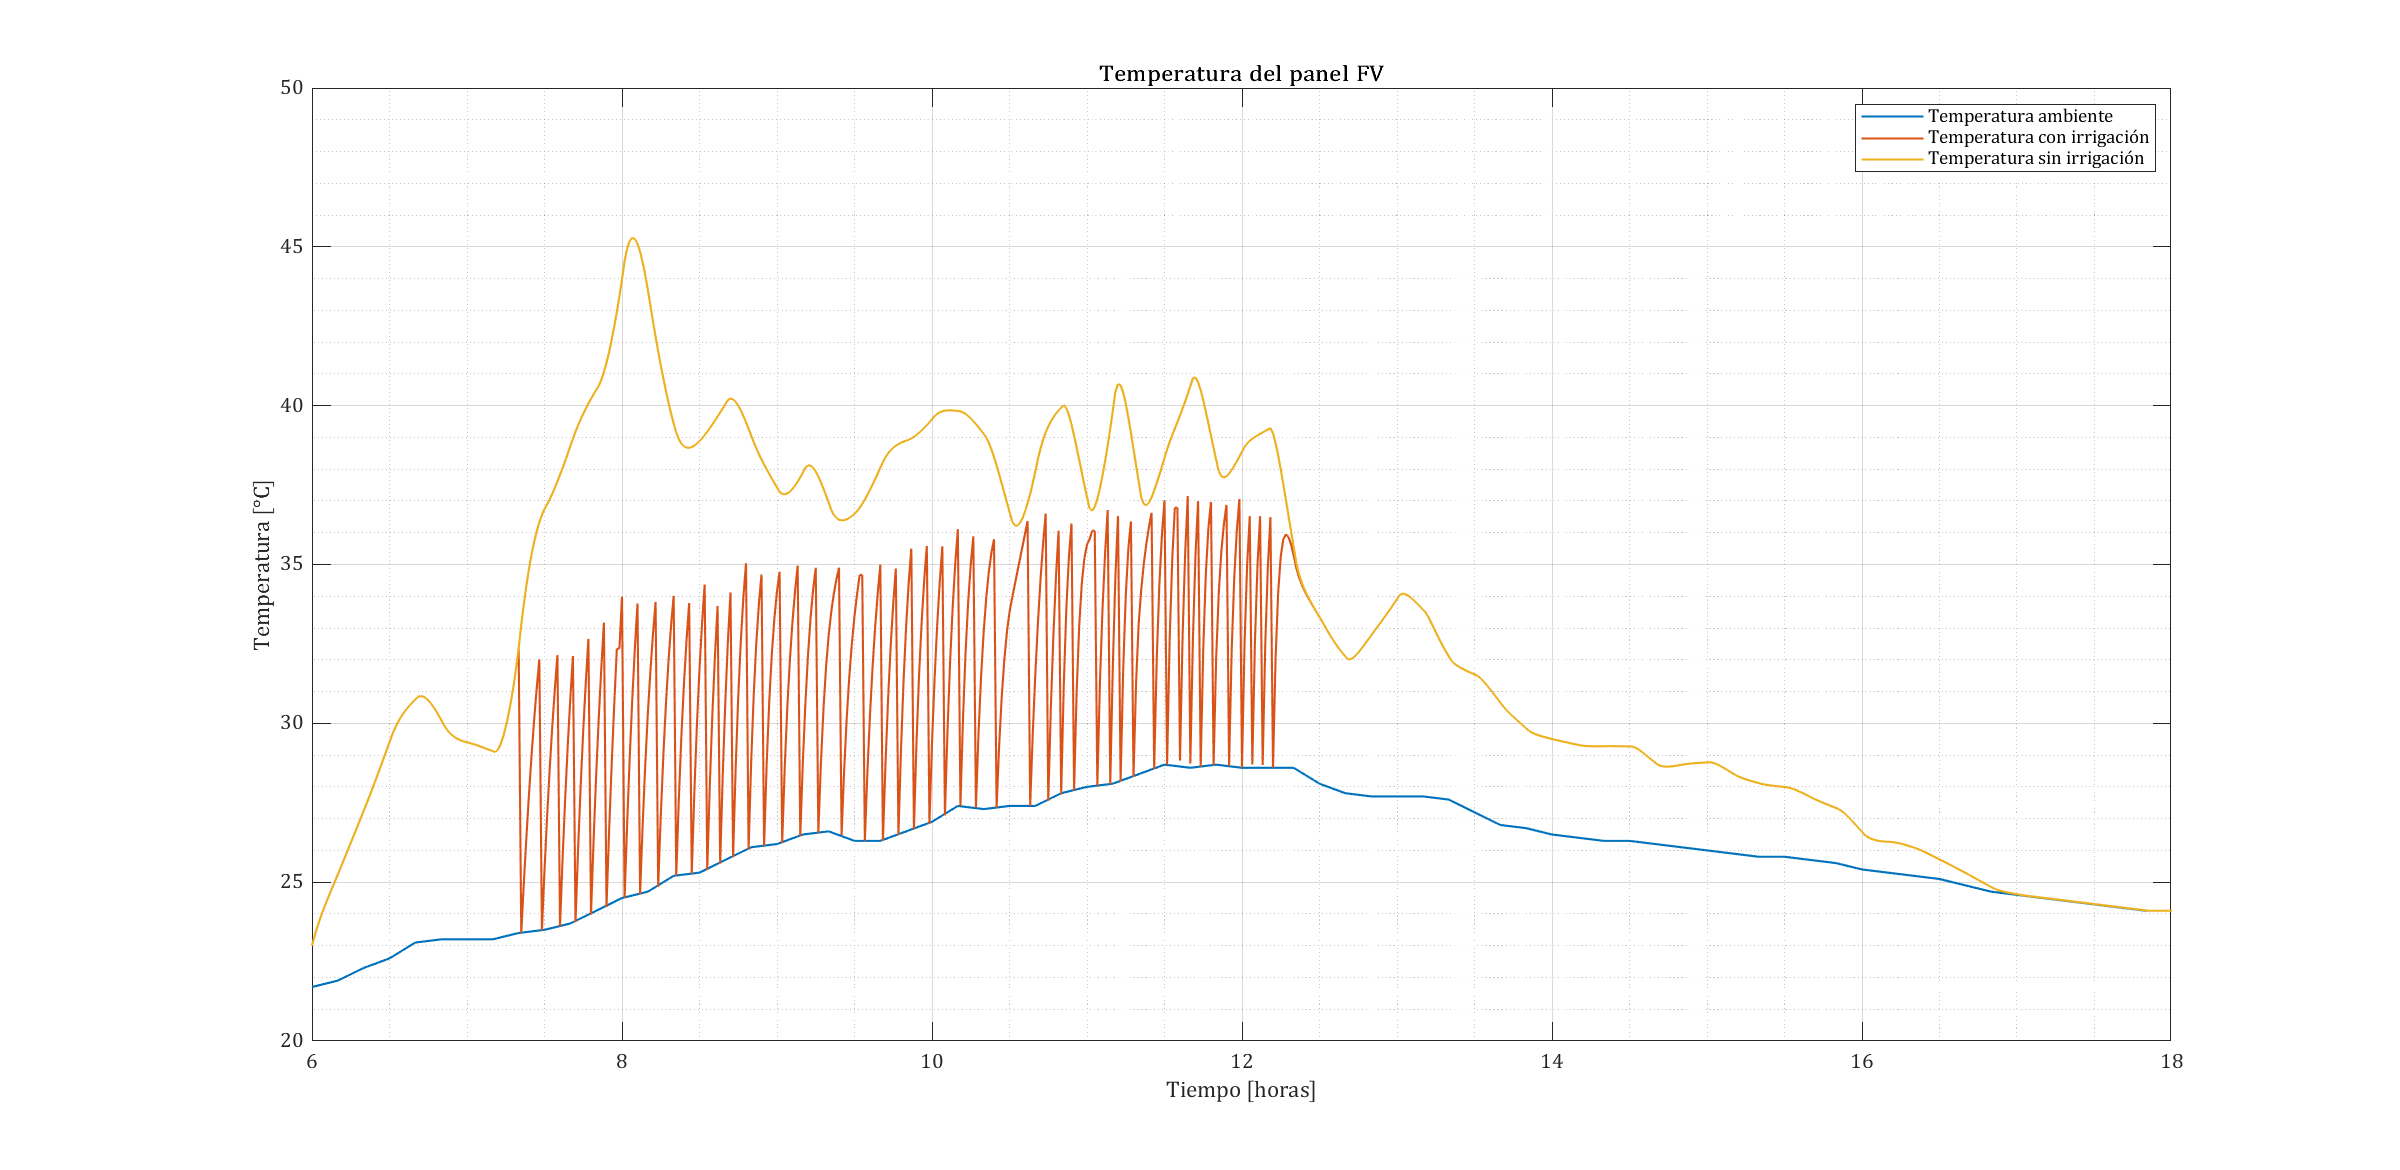 Temperatura del panel FV
50
45
40
35
30
25
20
Temperatura [°C]
Temperatura ambiente
Temperatura con irrigación
Temperatura sin irrigación
6 8 10 12 14 16 18
Tiempo [horas]